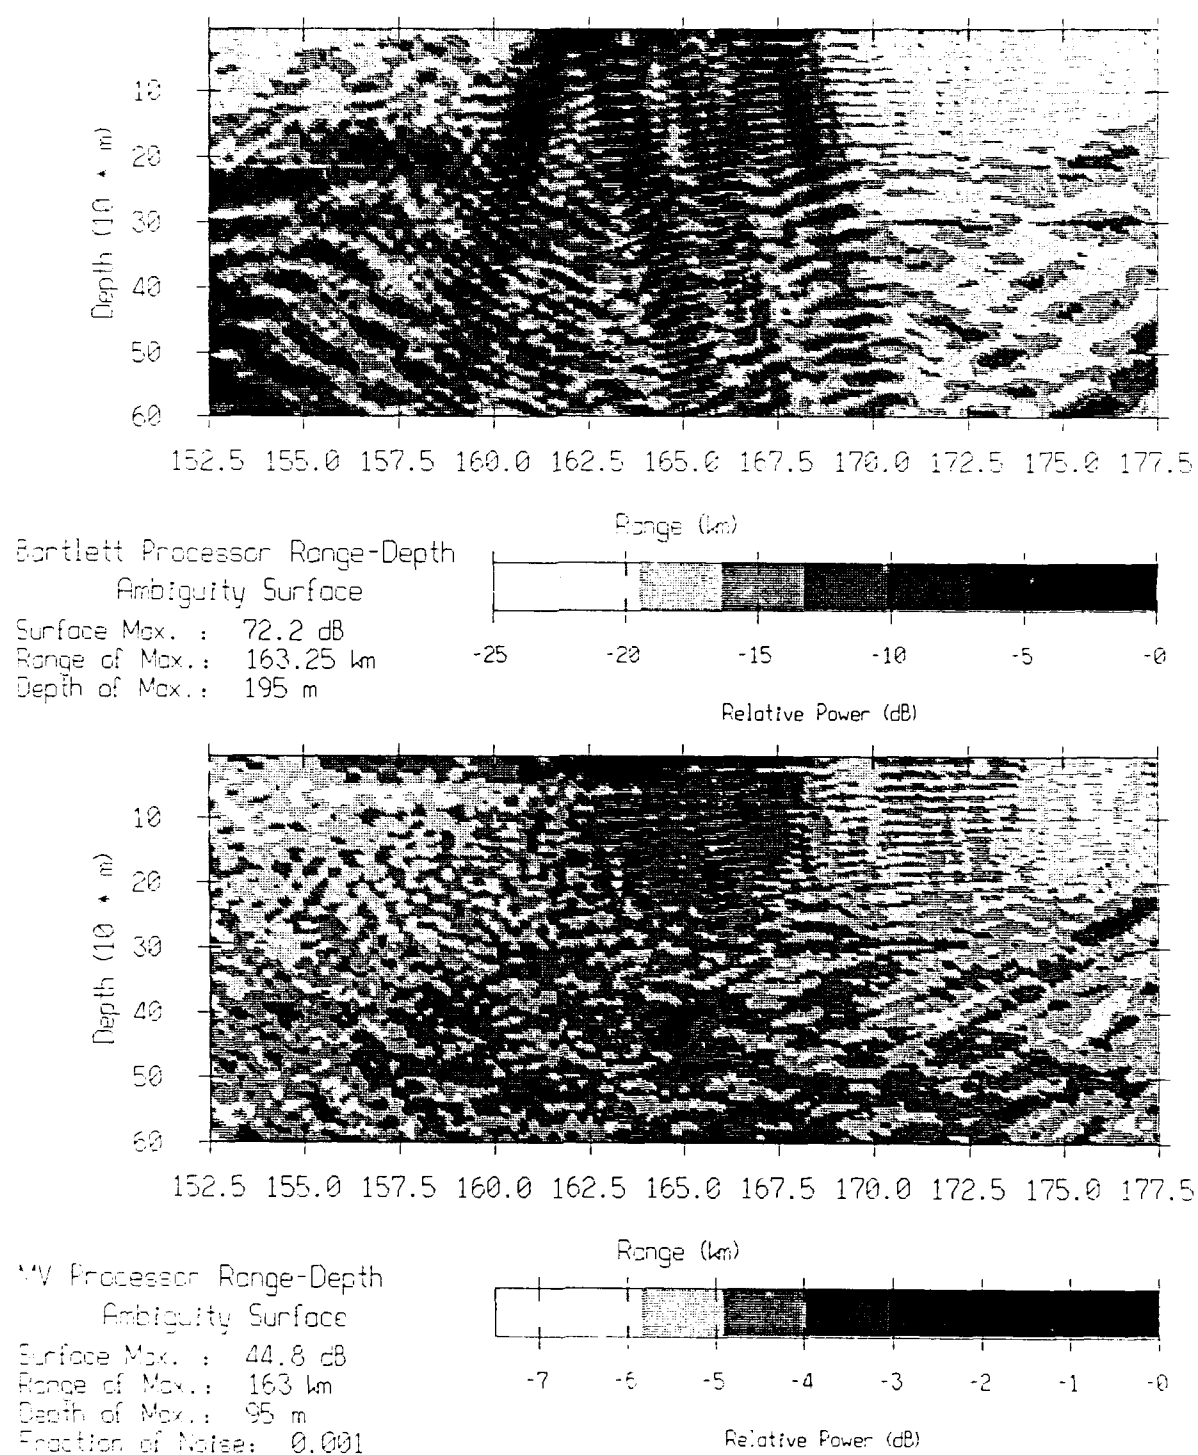 10
20
30
40
50
60
Depth (10 * m)
152.5 155.0 157.5 160.0 162.5 165.0 167.5 170.0 172.5 175.0 177.5
Range (km)
Bartlett Processor Range-Depth
Ambiguity Surface
Surface Max. : 72.2 dB
Range of Max.: 163.25 km
Depth of Max.: 195 m
-25 -20 -15 -10 -5 -0
Relative Power (dB)
10
20
30
40
50
60
Depth (10 * m)
152.5 155.0 157.5 160.0 162.5 165.0 167.5 170.0 172.5 175.0 177.5
Range (km)
MV Processor Range-Depth
Ambiguity Surface
Surface Max. : 44.8 dB
Range of Max.: 163 km
Depth of Max.: 95 m
Fraction of Noise: 0.001
-7 -6 -5 -4 -3 -2 -1 -0
Relative Power (dB)